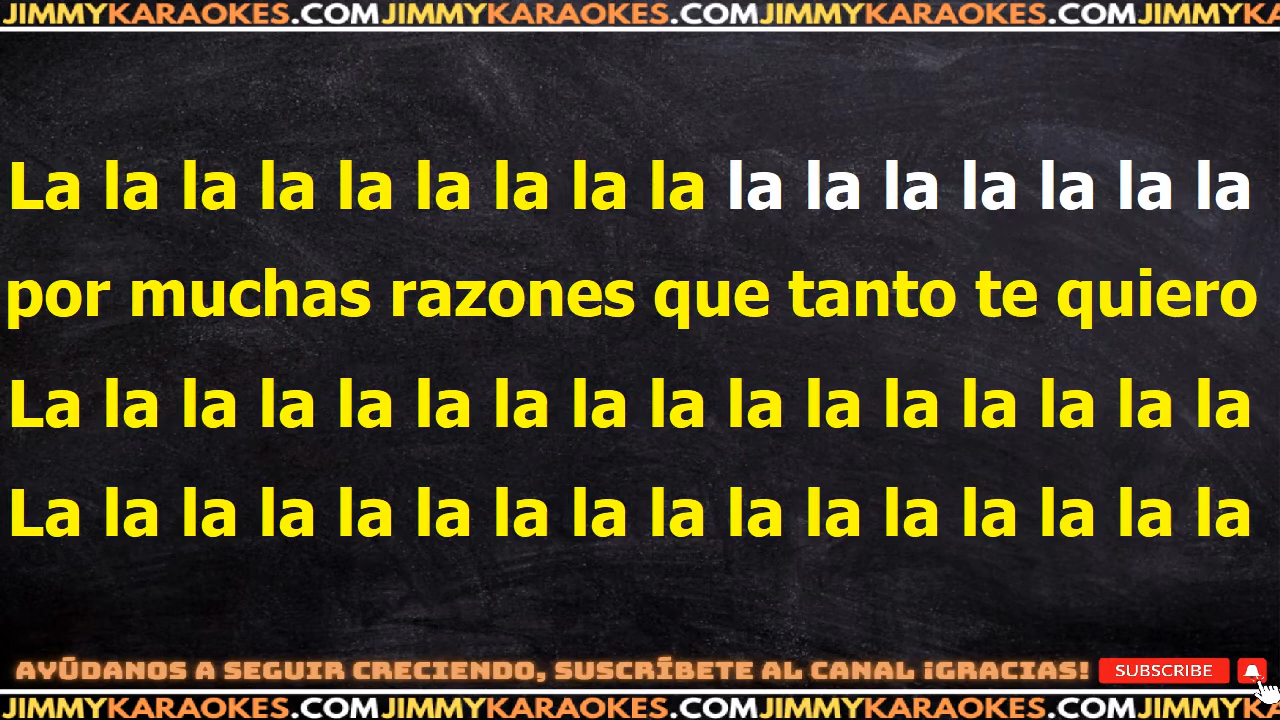 JIMMYKARAOKES.COMJIMMYKARAOKES.COMJIMMYKARAOKES.COMJIMMYKA
La la la la la la la la la la la la la la la la
por muchas razones que tanto te quiero
La la la la la la la la la la la la la la la la
La la la la la la la la la la la la la la la la
AYÚDANOS A SEGUIR CRECIENDO, SUSCRÍBETE AL CANAL ¡GRACIAS! SUBSCRIBE
JIMMYKARAOKES.COMJIMMYKARAOKES.COMJIMMYKARAOKES.COMJIMMYKA